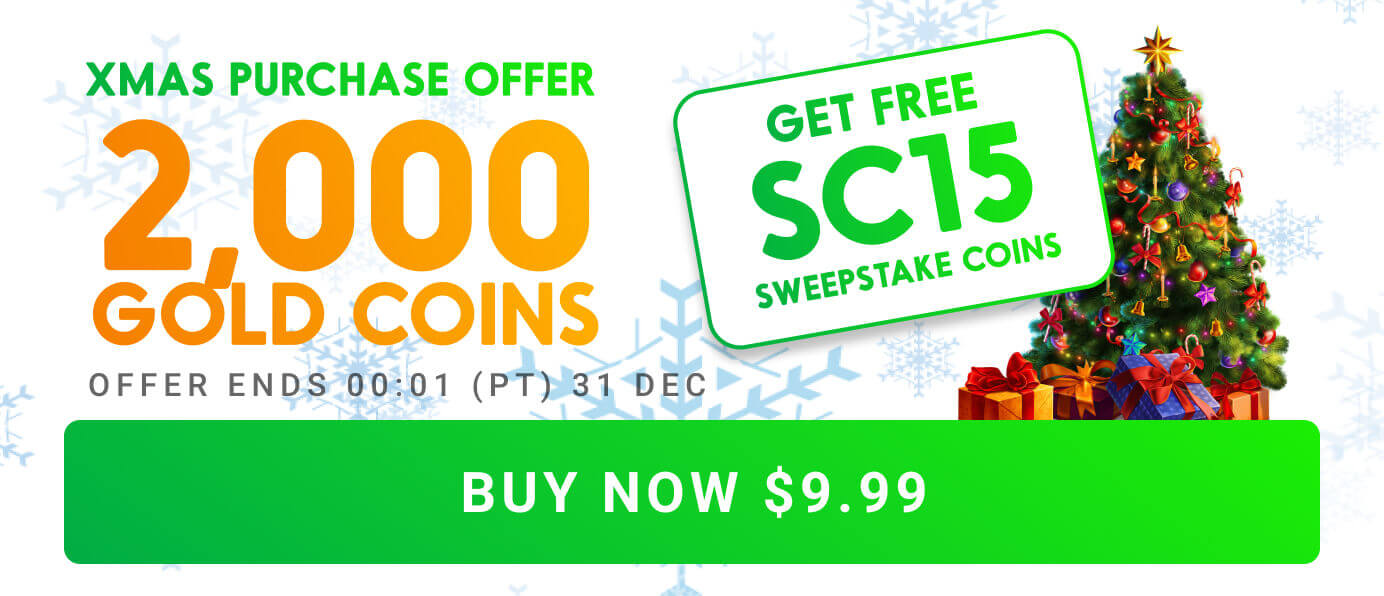 XMAS PURCHASE OFFER
2,000
GOLD COINS
OFFER ENDS 00:01 (PT) 31 DEC
GET FREE
SC15
SWEEPSTAKE COINS
BUY NOW $9.99